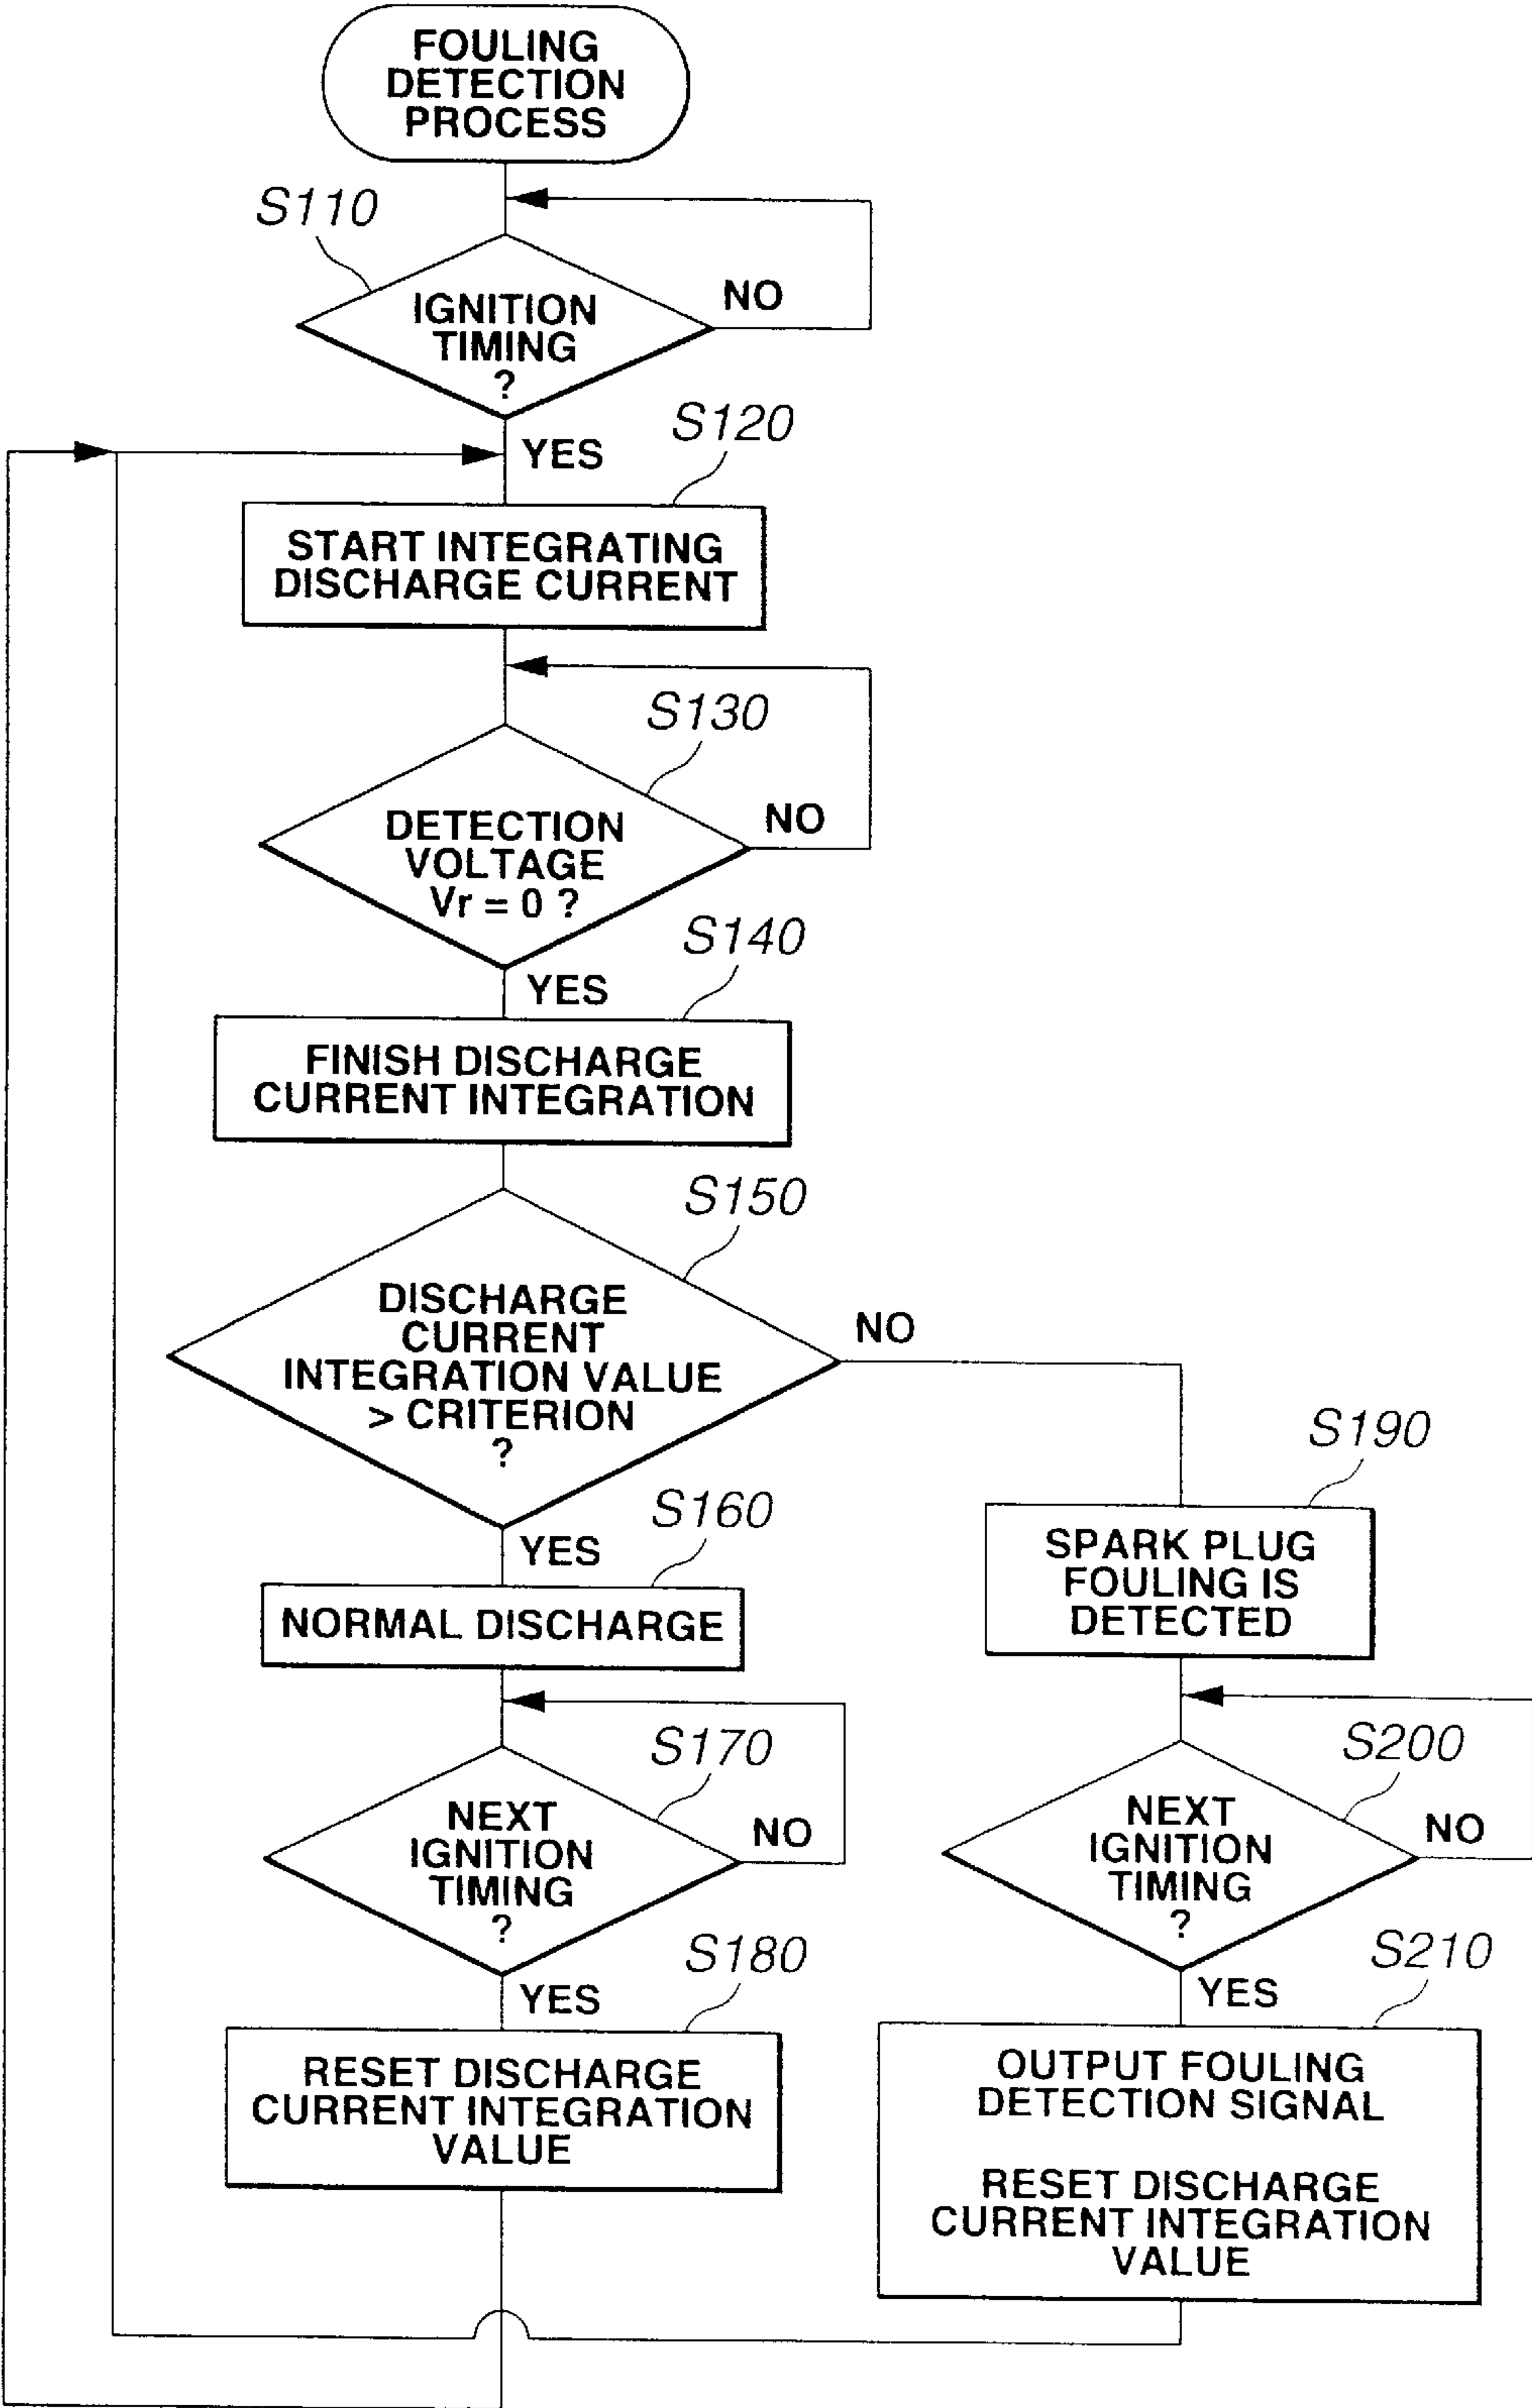 FOULING
DETECTION
PROCESS
S110
IGNITION
TIMING
?
NO
YES
S120
START INTEGRATING
DISCHARGE CURRENT
S130
DETECTION
VOLTAGE
Vr = 0 ?
NO
YES
S140
FINISH DISCHARGE
CURRENT INTEGRATION
S150
DISCHARGE
CURRENT
INTEGRATION VALUE
> CRITERION
?
NO
YES
S160
NORMAL DISCHARGE
S170
NEXT
IGNITION
TIMING
?
NO
YES
S180
RESET DISCHARGE
CURRENT INTEGRATION
VALUE
S190
SPARK PLUG
FOULING IS
DETECTED
S200
NEXT
IGNITION
TIMING
?
NO
YES
S210
OUTPUT FOULING
DETECTION SIGNAL
RESET DISCHARGE
CURRENT INTEGRATION
VALUE